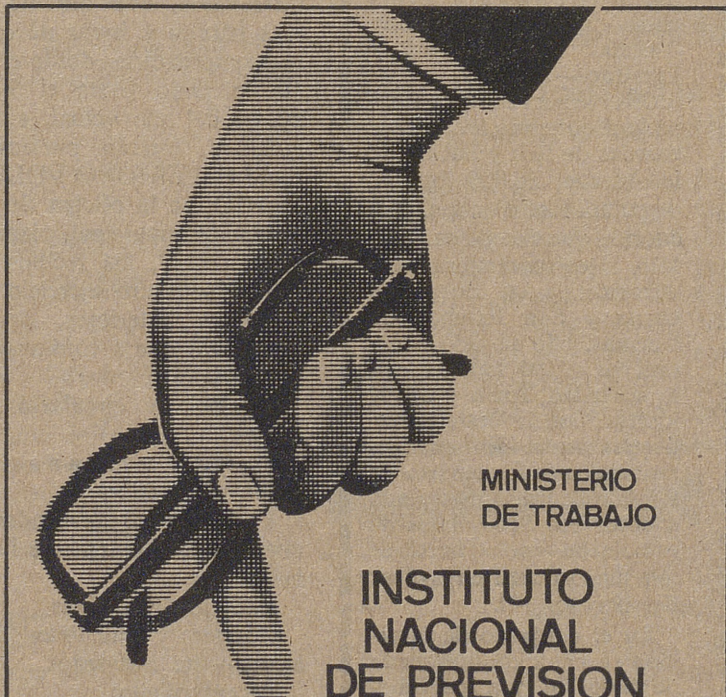 MINISTERIO
DE TRABAJO
INSTITUTO
NACIONAL
DE PREVISION